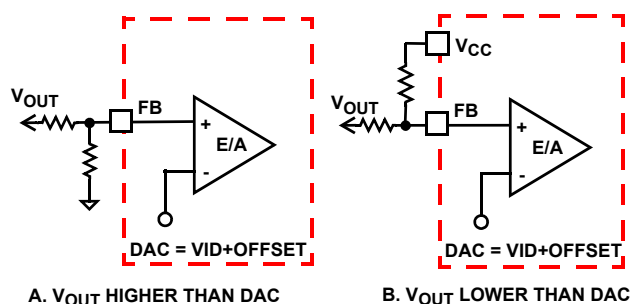 VOUT
FB
+
E/A
-
DAC = VID+OFFSET
A. VOUT HIGHER THAN DAC
VCC
VOUT
FB
+
E/A
-
DAC = VID+OFFSET
B. VOUT LOWER THAN DAC